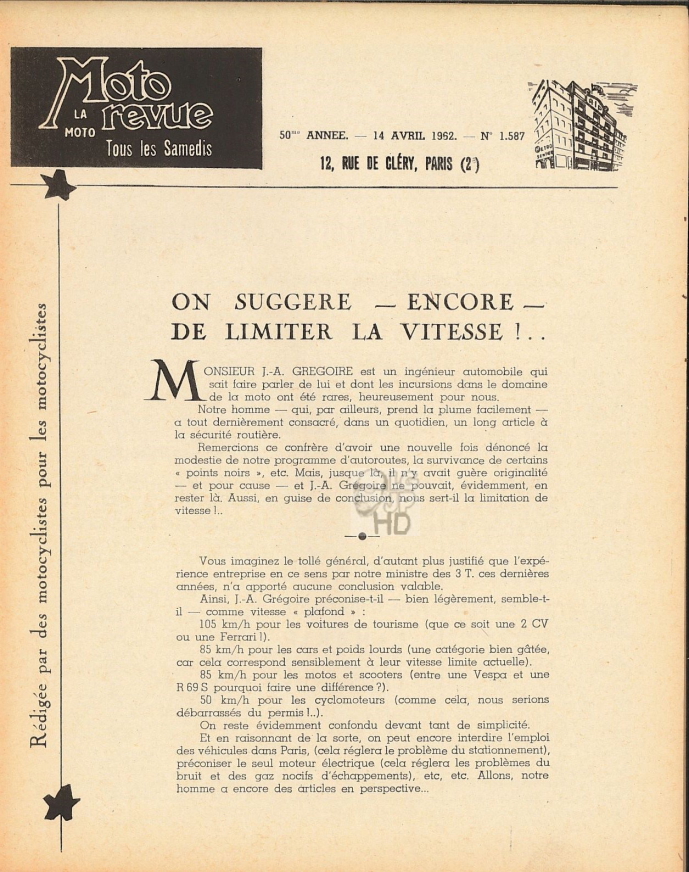 Moto
LA revue
MOTO
Tous les Samedis
50me ANNEE. — 14 AVRIL 1962. — N° 1.587
12, RUE DE CLÉRY, PARIS (2e)
Rédigée par des motocyclistes pour les motocyclistes
ON SUGGERE — ENCORE —
DE LIMITER LA VITESSE !..
MONSIEUR J.-A. GREGOIRE est un ingénieur automobile qui
sait faire parler de lui et dont les incursions dans le domaine
de la moto ont été rares, heureusement pour nous.
Notre homme — qui, par ailleurs, prend la plume facilement —
a tout dernièrement consacré, dans un quotidien, un long article à
la sécurité routière.
Remercions ce confrère d'avoir une nouvelle fois dénoncé la
modestie de notre programme d'autoroutes, la survivance de certains
« points noirs », etc. Mais, jusque là, il n'y avait guère originalité
— et pour cause — et J.-A. Grégoire ne pouvait, évidemment, en
rester là. Aussi, en guise de conclusion, nous sert-il la limitation de
vitesse !..
HD
Vous imaginez le tollé général, d'autant plus justifié que l'expé-
rience entreprise en ce sens par notre ministre des 3 T. ces dernières
années, n'a apporté aucune conclusion valable.
Ainsi, J.-A. Grégoire préconise-t-il — bien légèrement, semble-t-
il — comme vitesse « plafond » :
105 km/h pour les voitures de tourisme (que ce soit une 2 CV
ou une Ferrari !).
85 km/h pour les cars et poids lourds (une catégorie bien gâtée,
car cela correspond sensiblement à leur vitesse limite actuelle).
85 km/h pour les motos et scooters (entre une Vespa et une
R 69 S pourquoi faire une différence ?).
50 km/h pour les cyclomoteurs (comme cela, nous serions
débarrassés du permis !..).
On reste évidemment confondu devant tant de simplicité.
Et en raisonnant de la sorte, on peut encore interdire l'emploi
des véhicules dans Paris, (cela réglera le problème du stationnement),
préconiser le seul moteur électrique (cela réglera les problèmes du
bruit et des gaz nocifs d'échappements), etc, etc. Allons, notre
homme a encore des articles en perspective...